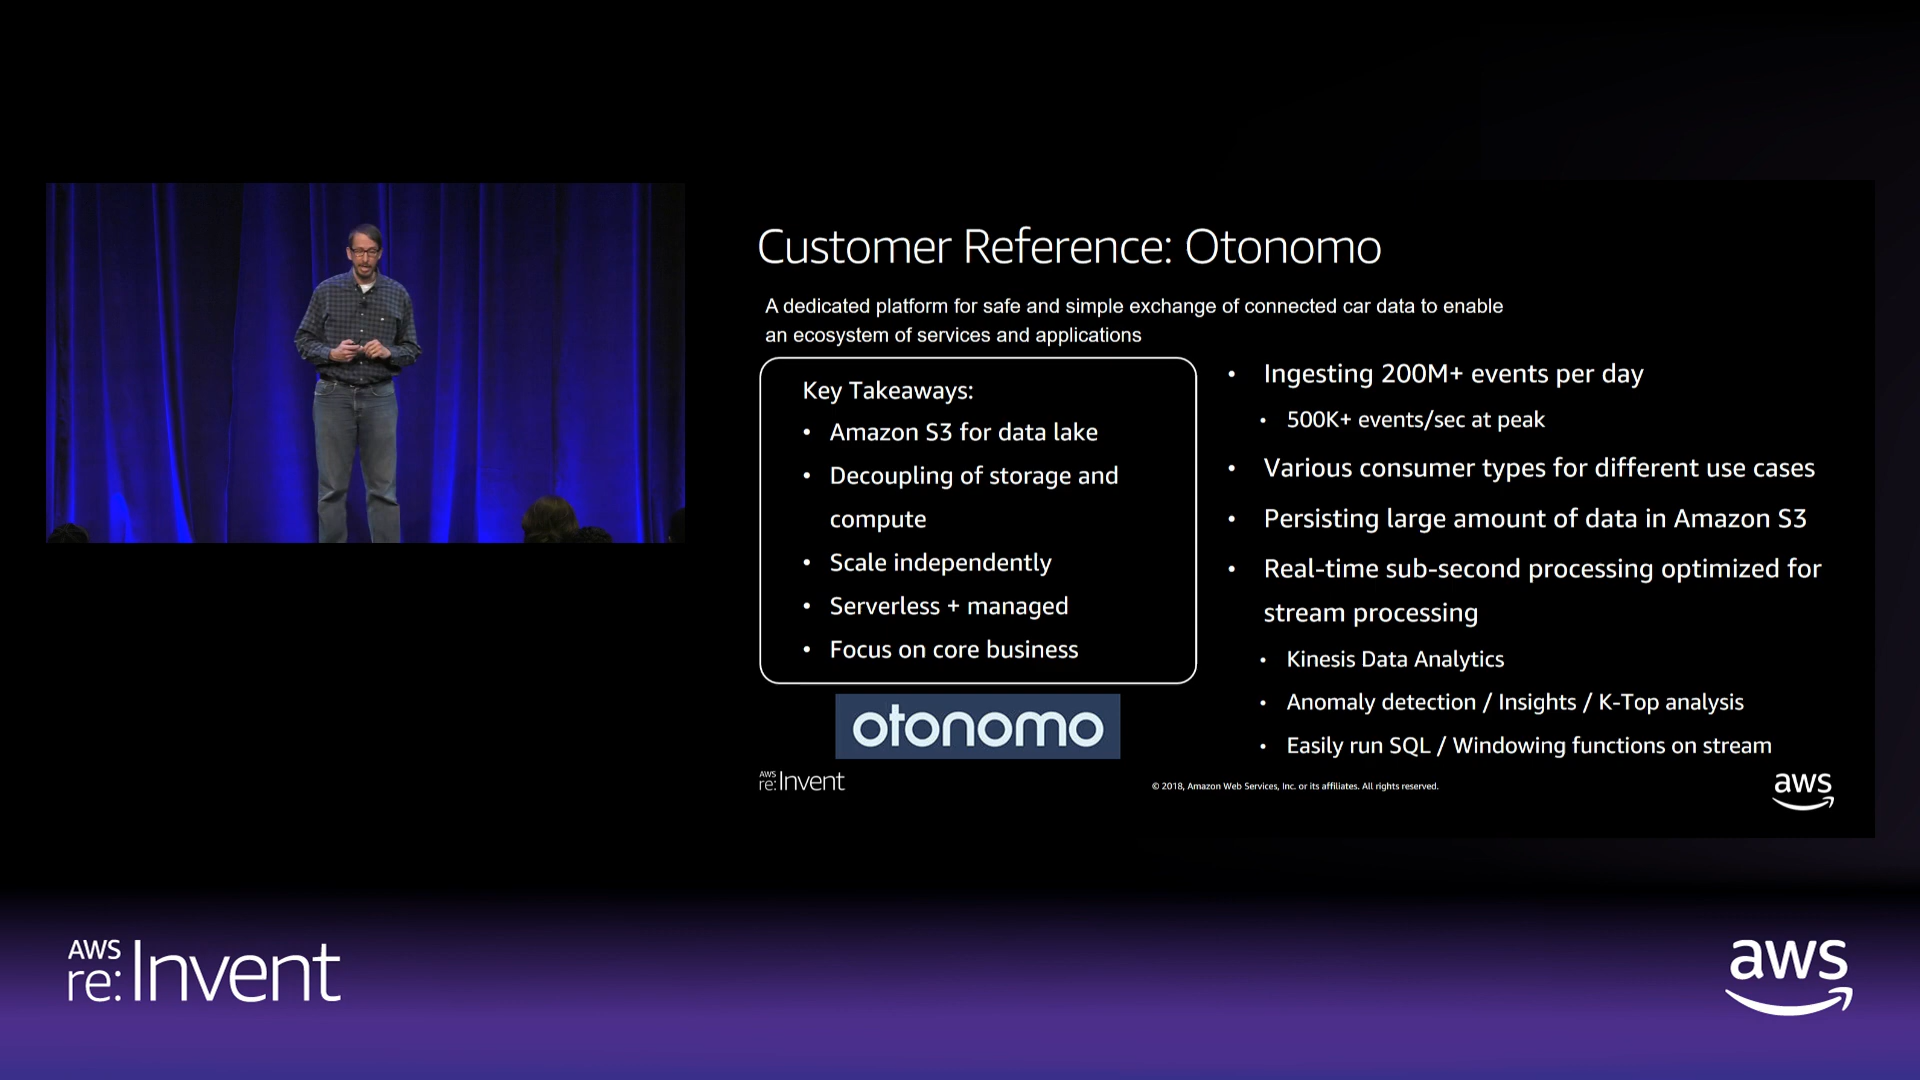 Customer Reference: Otonomo
A dedicated platform for safe and simple exchange of connected car data to enable
an ecosystem of services and applications
Key Takeaways:
• Amazon S3 for data lake
• Decoupling of storage and
compute
• Scale independently
• Serverless + managed
• Focus on core business
otonomo
• Ingesting 200M+ events per day
• 500K+ events/sec at peak
• Various consumer types for different use cases
• Persisting large amount of data in Amazon S3
• Real-time sub-second processing optimized for
stream processing
• Kinesis Data Analytics
• Anomaly detection / Insights / K-Top analysis
• Easily run SQL / Windowing functions on stream
AWS
re:Invent
© 2018, Amazon Web Services, Inc. or its affiliates. All rights reserved.
aws
AWS
re:Invent
aws